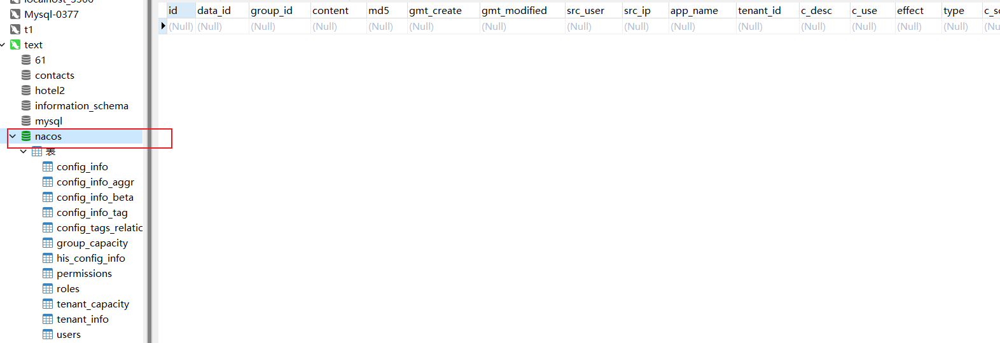 localhost_3306
Mysql-0377
t1
text
61
contacts
hotel2
information_schema
mysql
nacos
表
config_info
config_info_aggr
config_info_beta
config_info_tag
config_tags_relatic
group_capacity
his_config_info
permissions
roles
tenant_capacity
tenant_info
users
id data_id group_id content md5 gmt_create gmt_modified src_user src_ip app_name tenant_id c_desc c_use effect type c_sc
(Null) (Null) (Null) (Null) (Null) (Null) (Null) (Null) (Null) (Null) (Null) (Null) (Null) (Null) (Null) (Nu